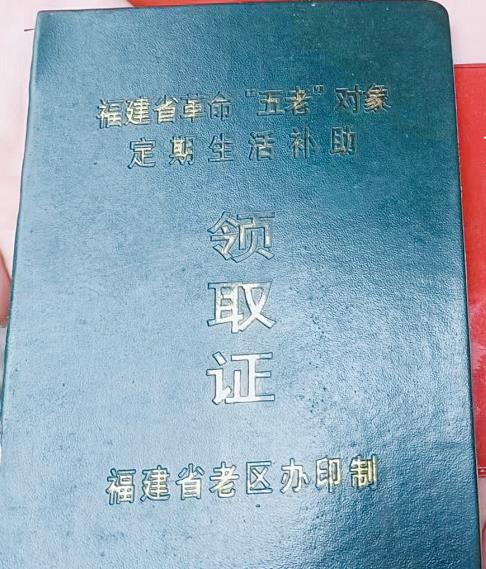 福建省革命“五老”对象
定期生活补助
领
取
证
福建省老区办印制